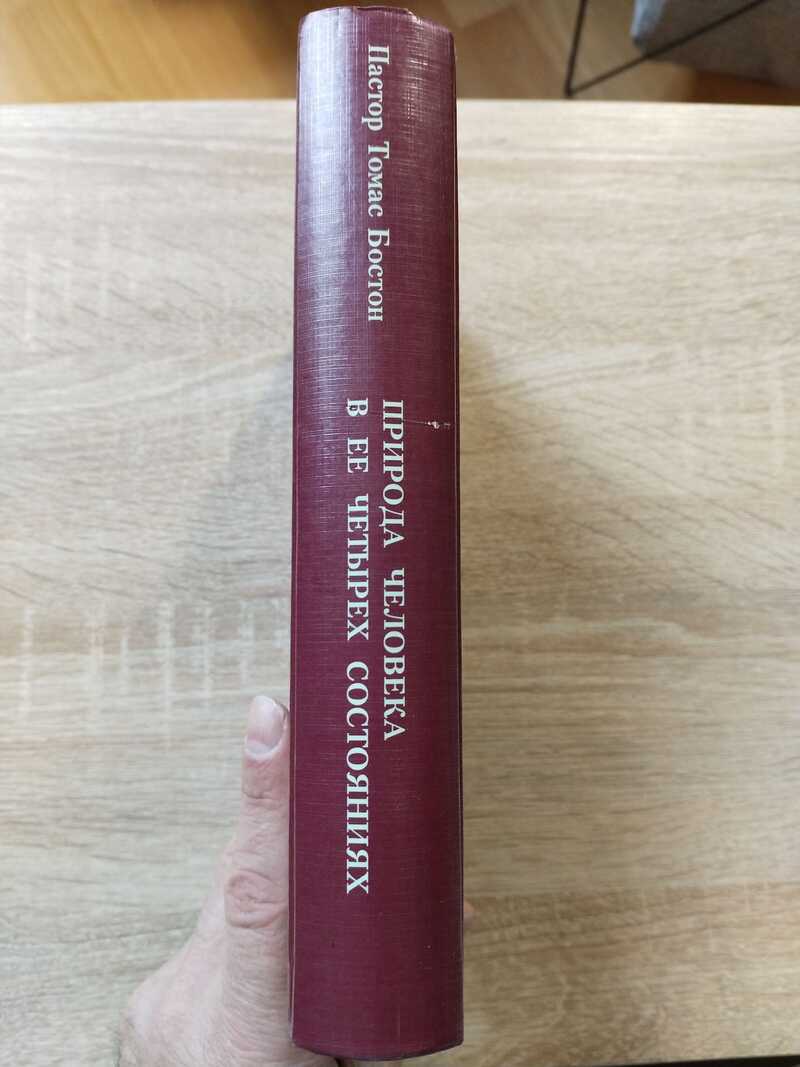 Пастор Томас Бостон
ПРИРОДА ЧЕЛОВЕКА
В ЕЕ ЧЕТЫРЕХ СОСТОЯНИЯХ